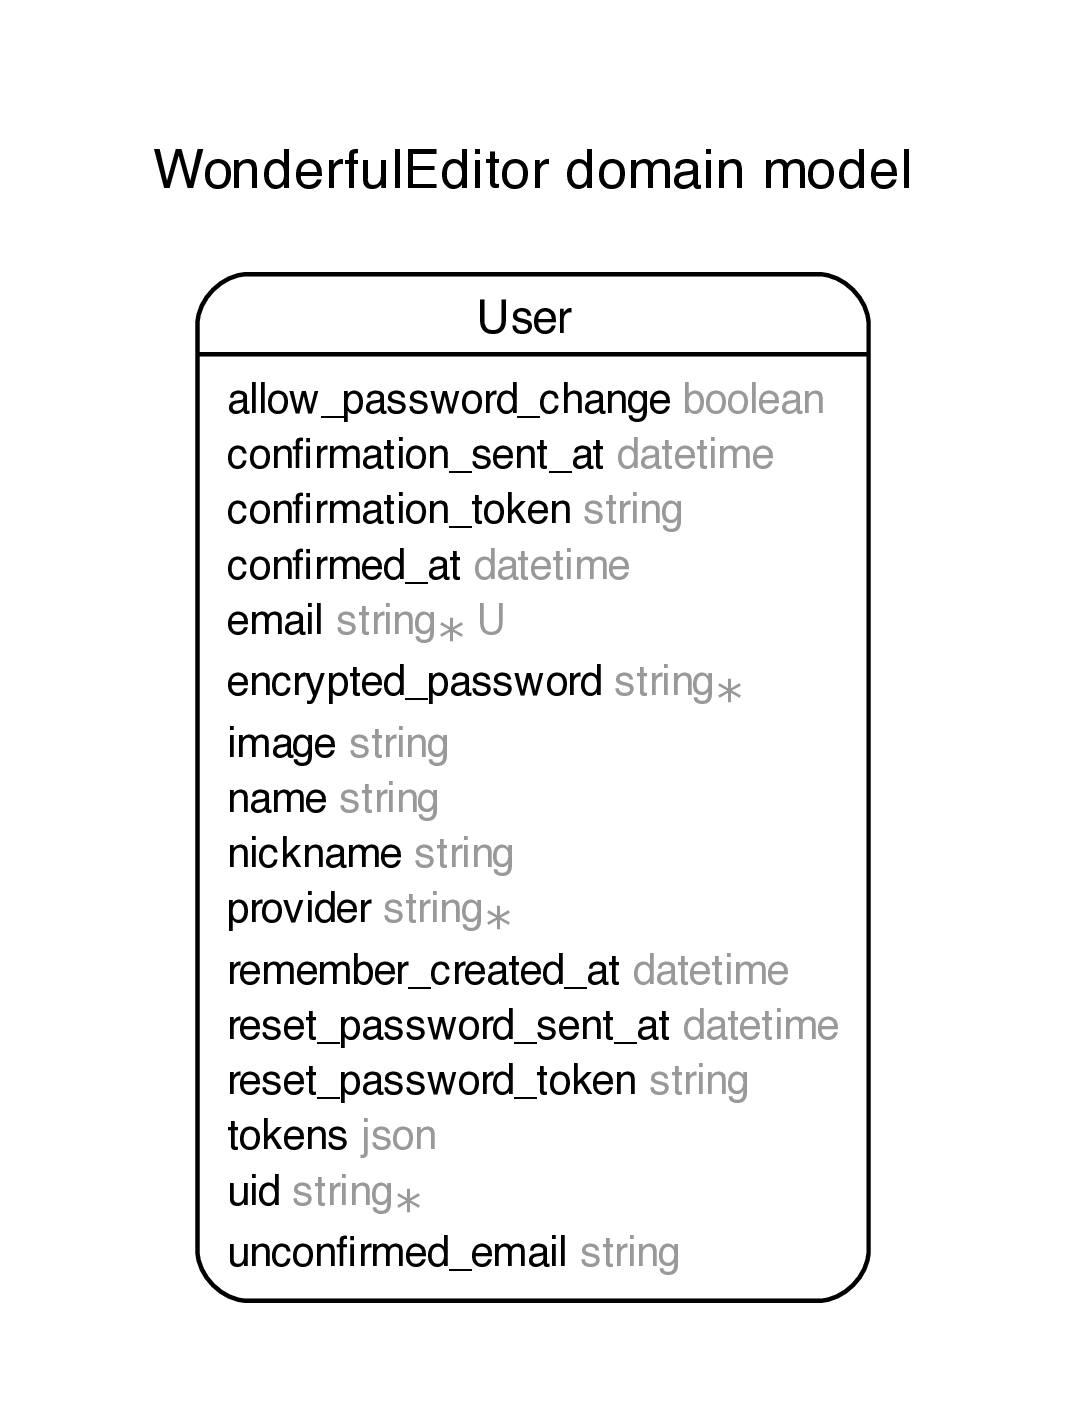 WonderfulEditor domain model
User
allow_password_change boolean
confirmation_sent_at datetime
confirmation_token string
confirmed_at datetime
email string∗ U
encrypted_password string∗
image string
name string
nickname string
provider string∗
remember_created_at datetime
reset_password_sent_at datetime
reset_password_token string
tokens json
uid string∗
unconfirmed_email string